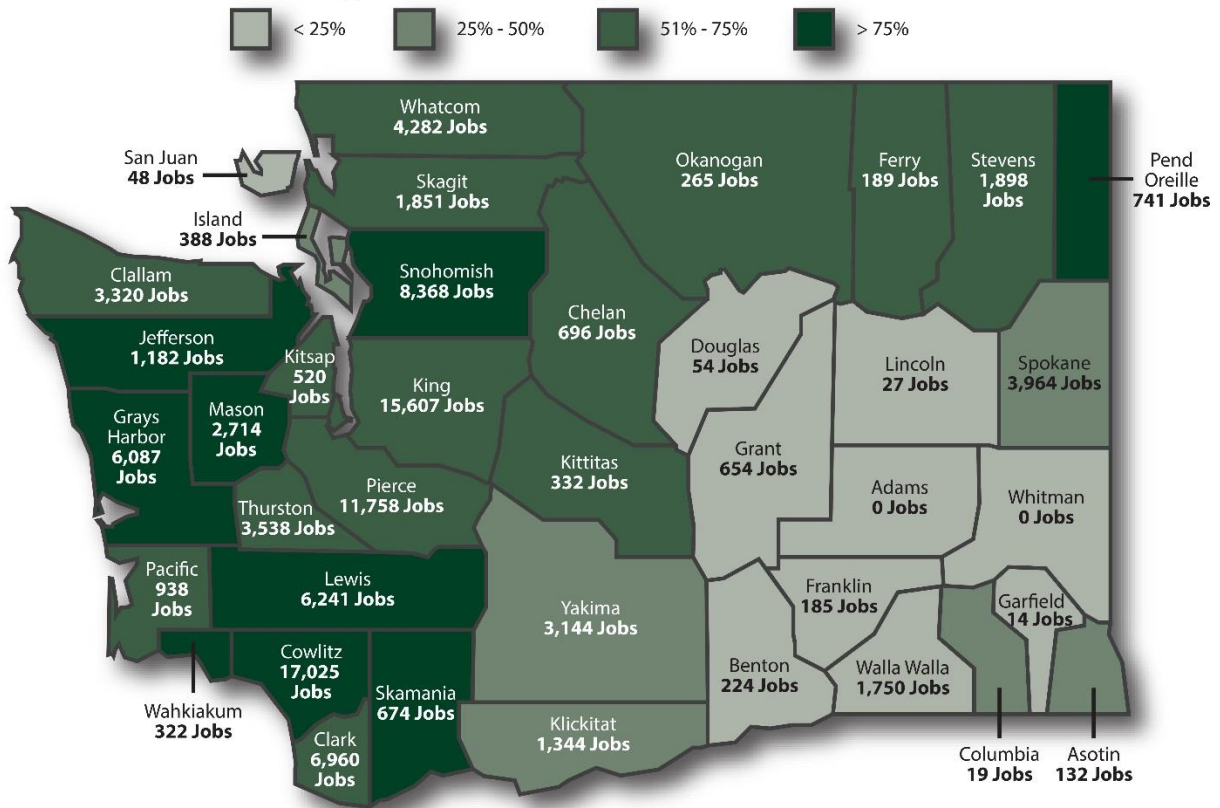 < 25%
25% - 50%
51% - 75%
> 75%
Whatcom
4,282 Jobs
San Juan
48 Jobs
Skagit
1,851 Jobs
Island
388 Jobs
Okanogan
265 Jobs
Ferry
189 Jobs
Stevens
1,898
Jobs
Pend
Oreille
741 Jobs
Clallam
3,320 Jobs
Snohomish
8,368 Jobs
Chelan
696 Jobs
Jefferson
1,182 Jobs
Kitsap
520
Jobs
King
15,607 Jobs
Douglas
54 Jobs
Lincoln
27 Jobs
Spokane
3,964 Jobs
Grays
Harbor
6,087
Jobs
Mason
2,714
Jobs
Kittitas
332 Jobs
Grant
654 Jobs
Adams
0 Jobs
Whitman
0 Jobs
Thurston
3,538 Jobs
Pierce
11,758 Jobs
Pacific
938
Jobs
Lewis
6,241 Jobs
Yakima
3,144 Jobs
Franklin
185 Jobs
Garfield
14 Jobs
Wahkiakum
322 Jobs
Cowlitz
17,025
Jobs
Skamania
674 Jobs
Benton
224 Jobs
Walla Walla
1,750 Jobs
Clark
6,960
Jobs
Klickitat
1,344 Jobs
Columbia
19 Jobs
Asotin
132 Jobs